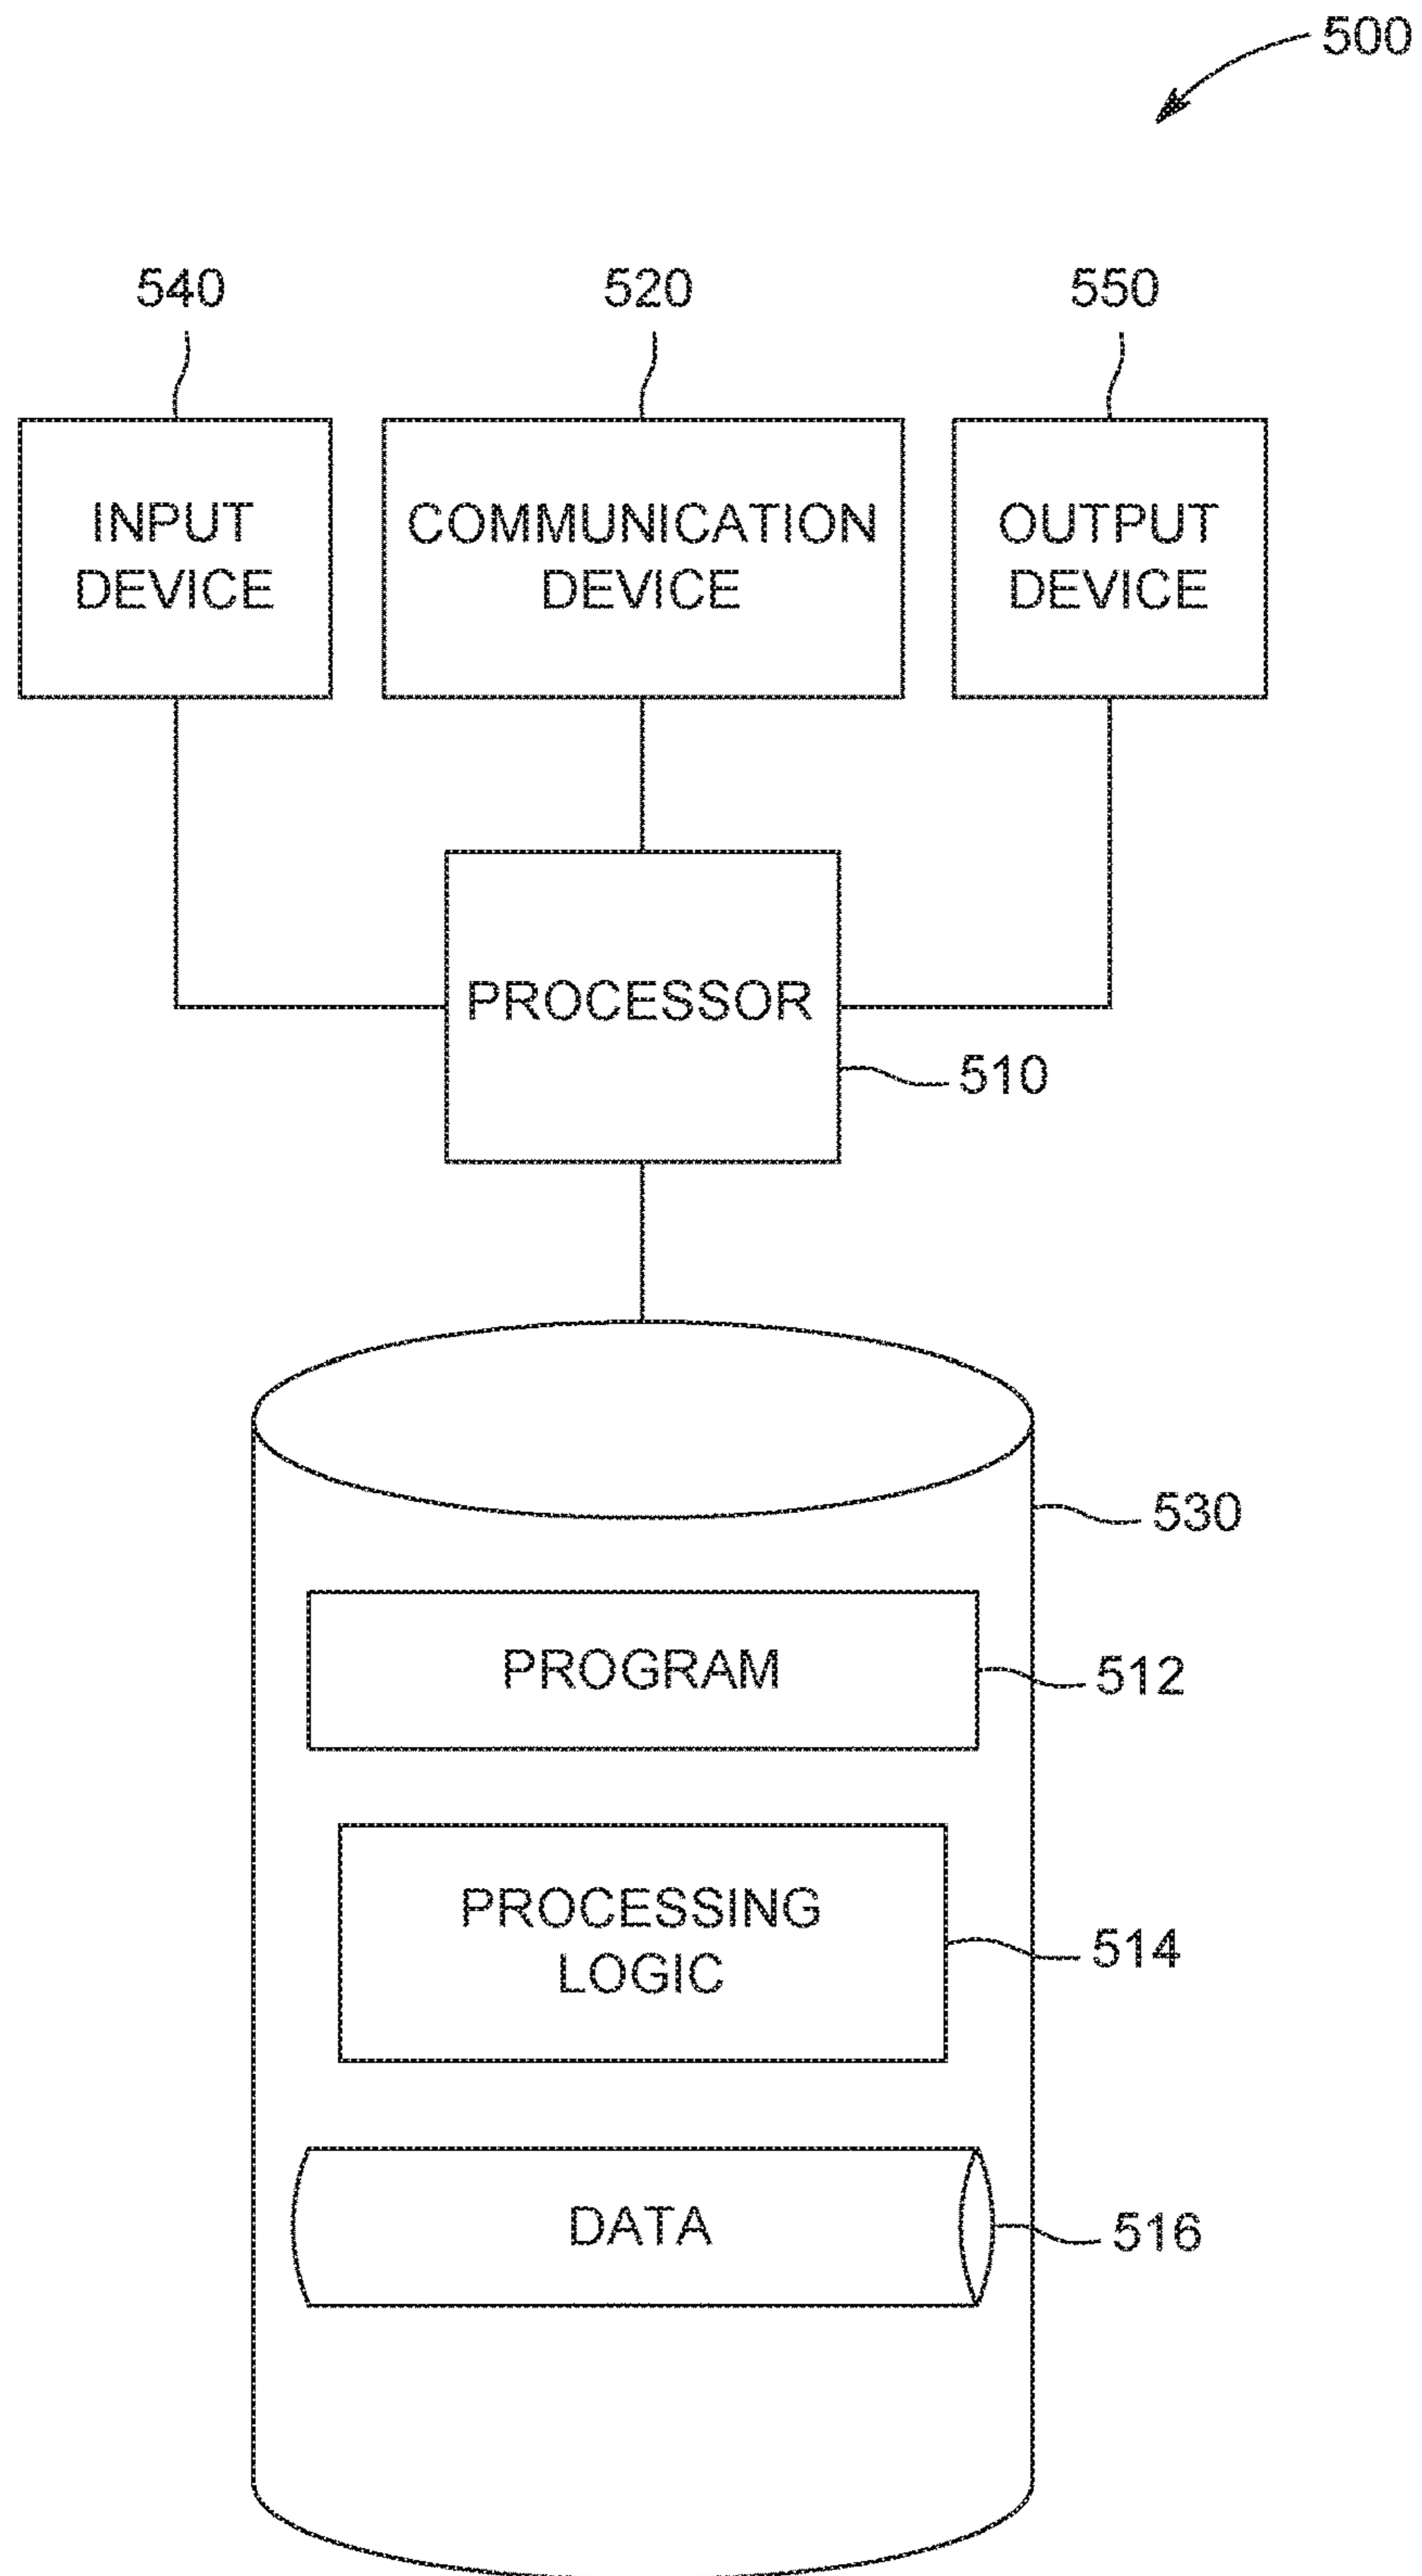 500
540
520
550
INPUT
DEVICE
COMMUNICATION
DEVICE
OUTPUT
DEVICE
PROCESSOR
510
530
PROGRAM
512
PROCESSING
LOGIC
514
DATA
516